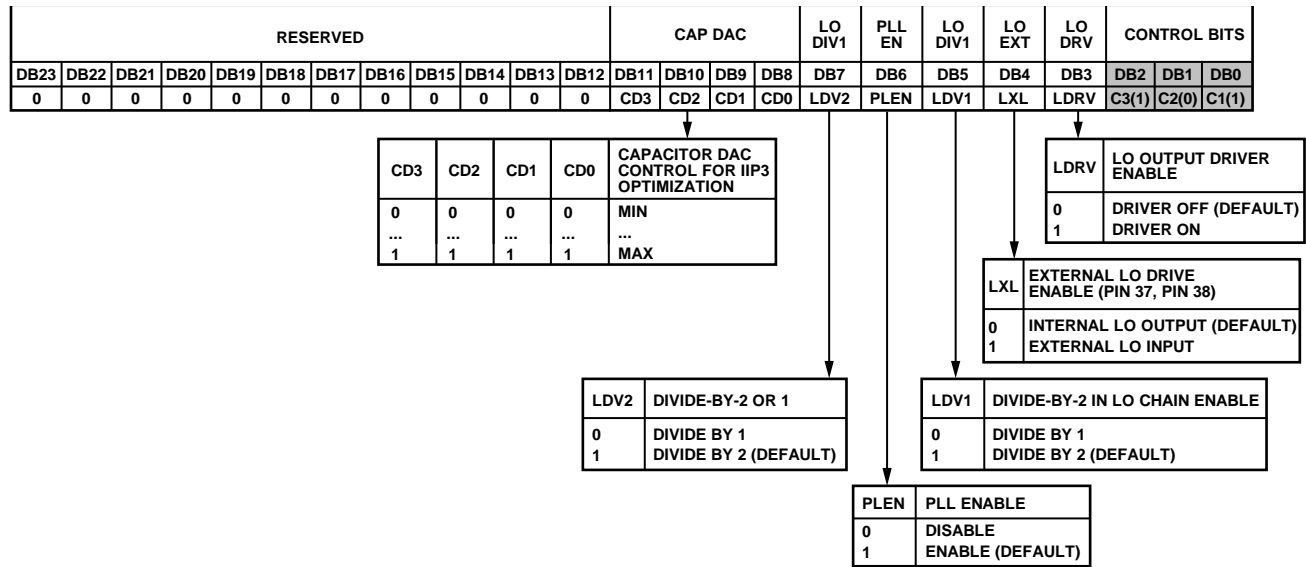 RESERVED CAP DAC LO DIV1 PLL EN LO DIV1 LO EXT LO DRV CONTROL BITS
DB23 DB22 DB21 DB20 DB19 DB18 DB17 DB16 DB15 DB14 DB13 DB12 DB11 DB10 DB9 DB8 DB7 DB6 DB5 DB4 DB3 DB2 DB1 DB0
0 0 0 0 0 0 0 0 0 0 0 0 CD3 CD2 CD1 CD0 LDV2 PLEN LDV1 LXL LDRV C3(1) C2(0) C1(1)
CD3 CD2 CD1 CD0 CAPACITOR DAC
CONTROL FOR IIP3
OPTIMIZATION
0 0 0 0 MIN
... ... ... ... ...
1 1 1 1 MAX
LDRV LO OUTPUT DRIVER
ENABLE
0 DRIVER OFF (DEFAULT)
1 DRIVER ON
LXL EXTERNAL LO DRIVE
ENABLE (PIN 37, PIN 38)
0 INTERNAL LO OUTPUT (DEFAULT)
1 EXTERNAL LO INPUT
LDV2 DIVIDE-BY-2 OR 1
0 DIVIDE BY 1
1 DIVIDE BY 2 (DEFAULT)
LDV1 DIVIDE-BY-2 IN LO CHAIN ENABLE
0 DIVIDE BY 1
1 DIVIDE BY 2 (DEFAULT)
PLEN PLL ENABLE
0 DISABLE
1 ENABLE (DEFAULT)